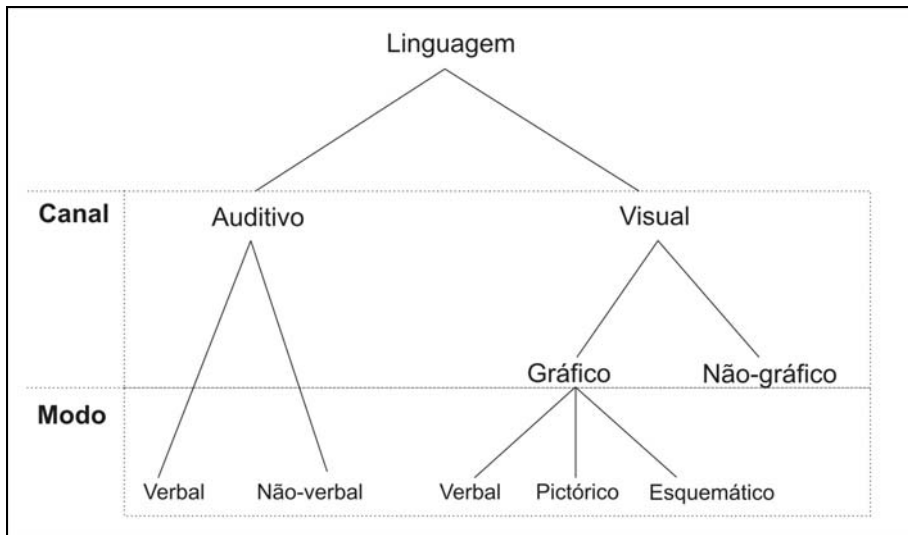 Linguagem
Canal
Auditivo
Visual
Gráfico
Não-gráfico
Modo
Verbal
Não-verbal
Verbal
Pictórico
Esquemático